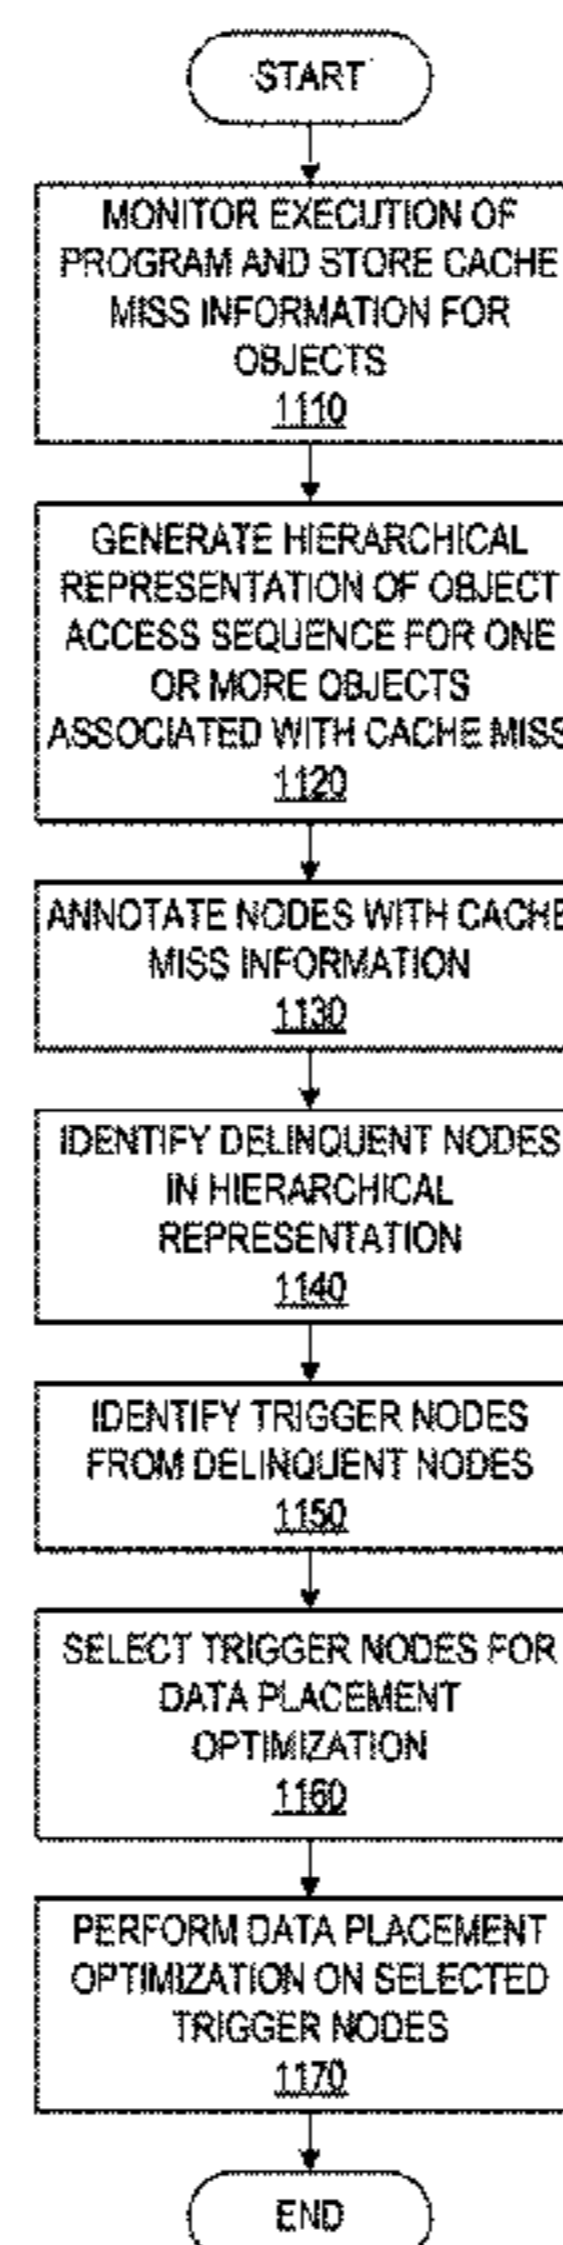 START
MONITOR EXECUTION OF
PROGRAM AND STORE CACHE
MISS INFORMATION FOR
OBJECTS
1110
GENERATE HIERARCHICAL
REPRESENTATION OF OBJECT
ACCESS SEQUENCE FOR ONE
OR MORE OBJECTS
ASSOCIATED WITH CACHE MISS
1120
ANNOTATE NODES WITH CACHE
MISS INFORMATION
1130
IDENTIFY DELINQUENT NODES
IN HIERARCHICAL
REPRESENTATION
1140
IDENTIFY TRIGGER NODES
FROM DELINQUENT NODES
1150
SELECT TRIGGER NODES FOR
DATA PLACEMENT
OPTIMIZATION
1160
PERFORM DATA PLACEMENT
OPTIMIZATION ON SELECTED
TRIGGER NODES
1170
END